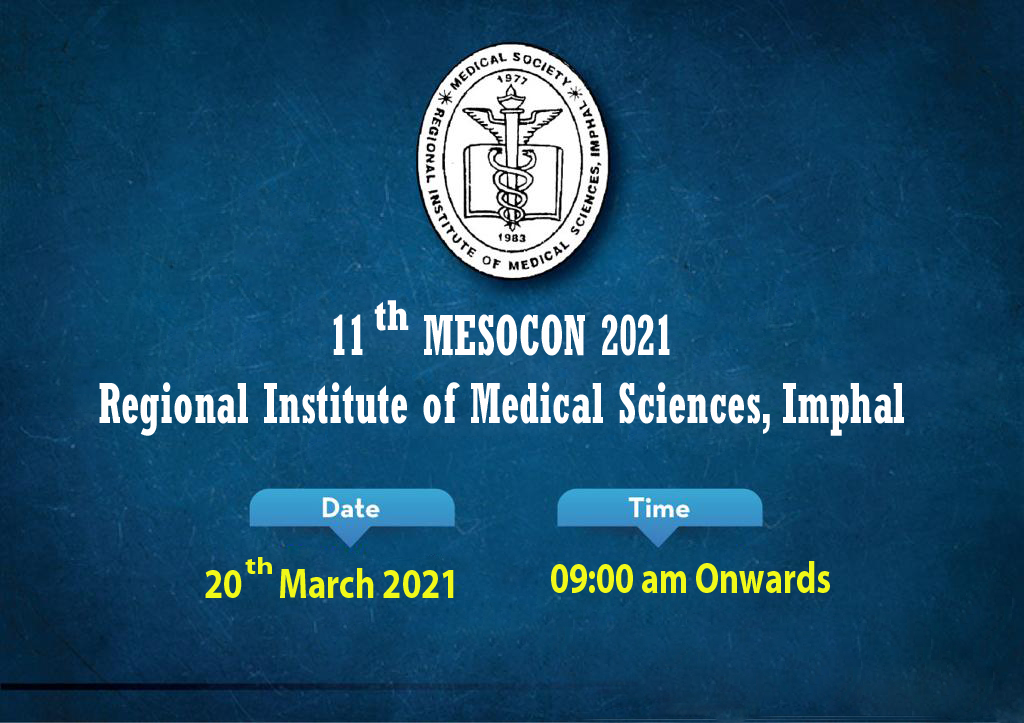 MEDICAL SOCIETY
1977
REGIONAL INSTITUTE OF MEDICAL SCIENCES, IMPHAL
1983
11th MESOCON 2021
Regional Institute of Medical Sciences, Imphal
Date
Time
20th March 2021
09:00 am Onwards